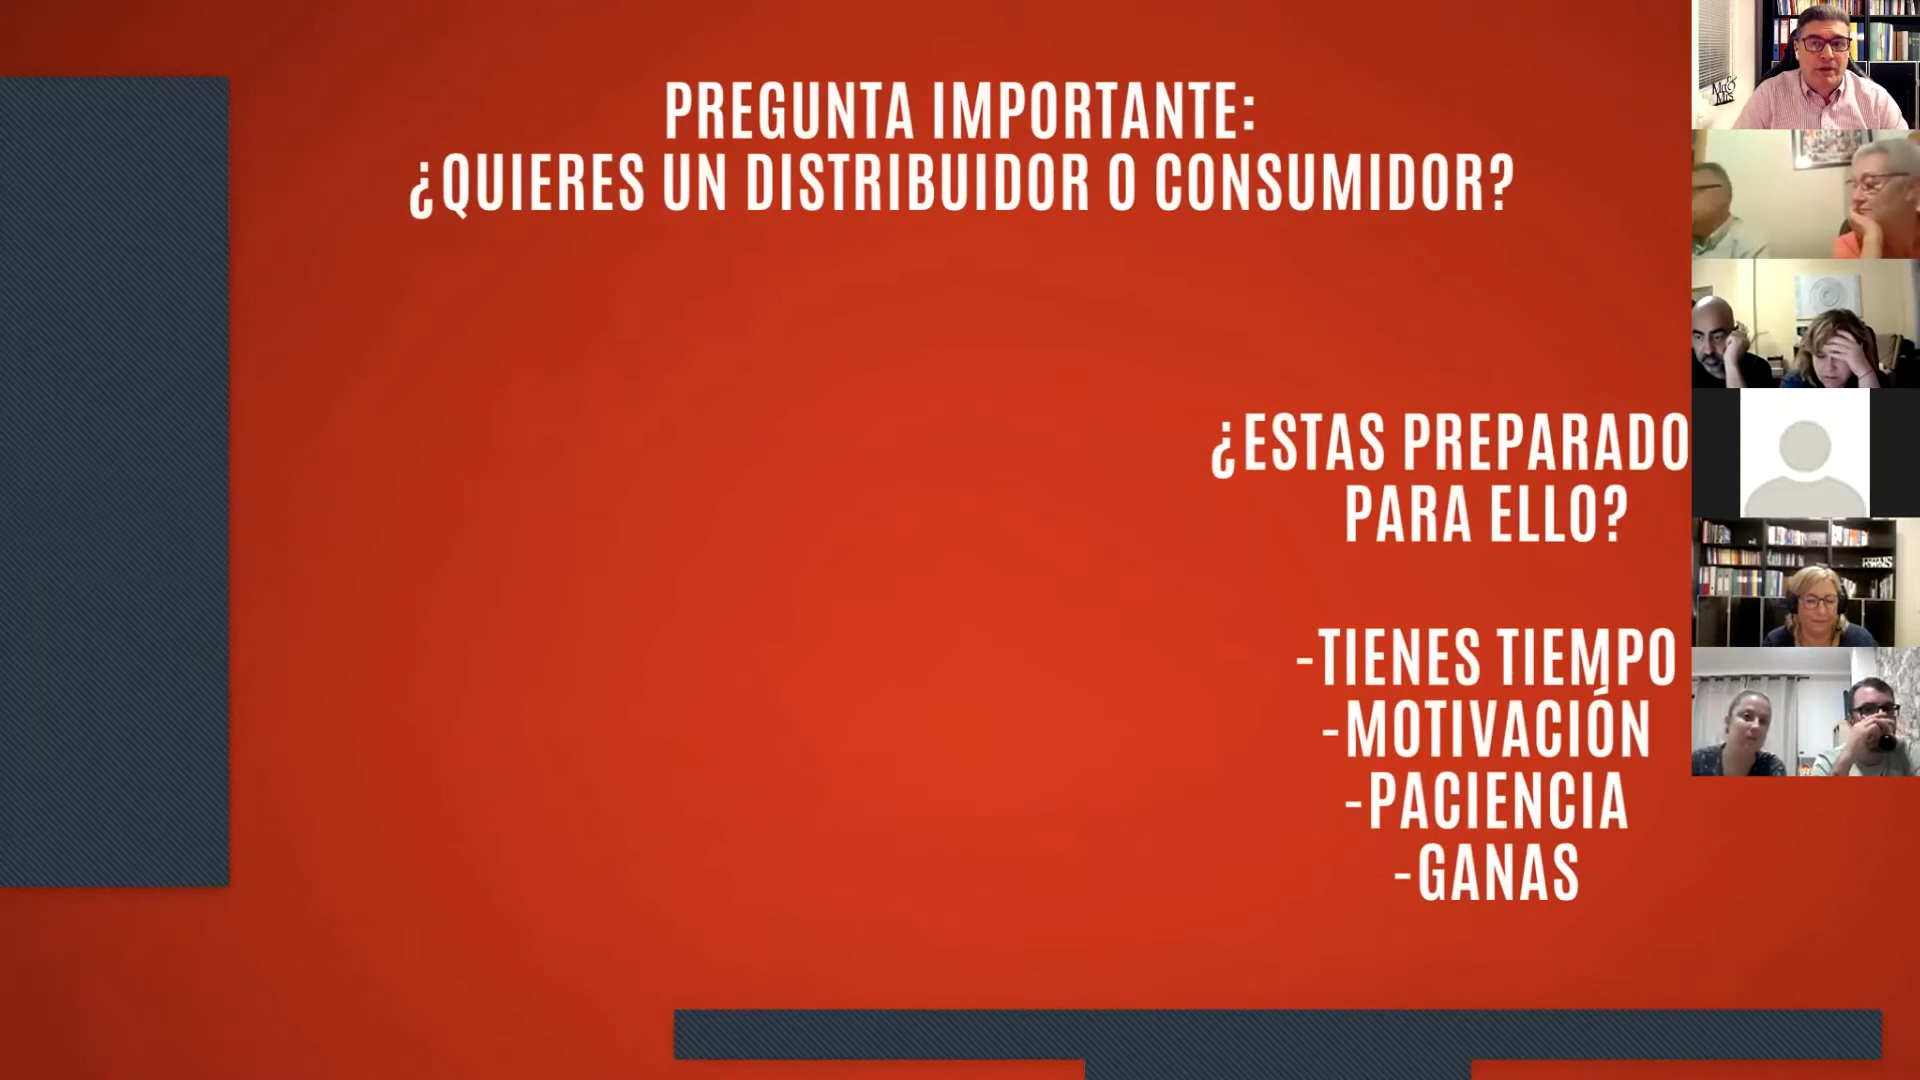 PREGUNTA IMPORTANTE:
¿QUIERES UN DISTRIBUIDOR O CONSUMIDOR?
¿ESTAS PREPARADO
PARA ELLO?
-TIENES TIEMPO
-MOTIVACIÓN
-PACIENCIA
-GANAS